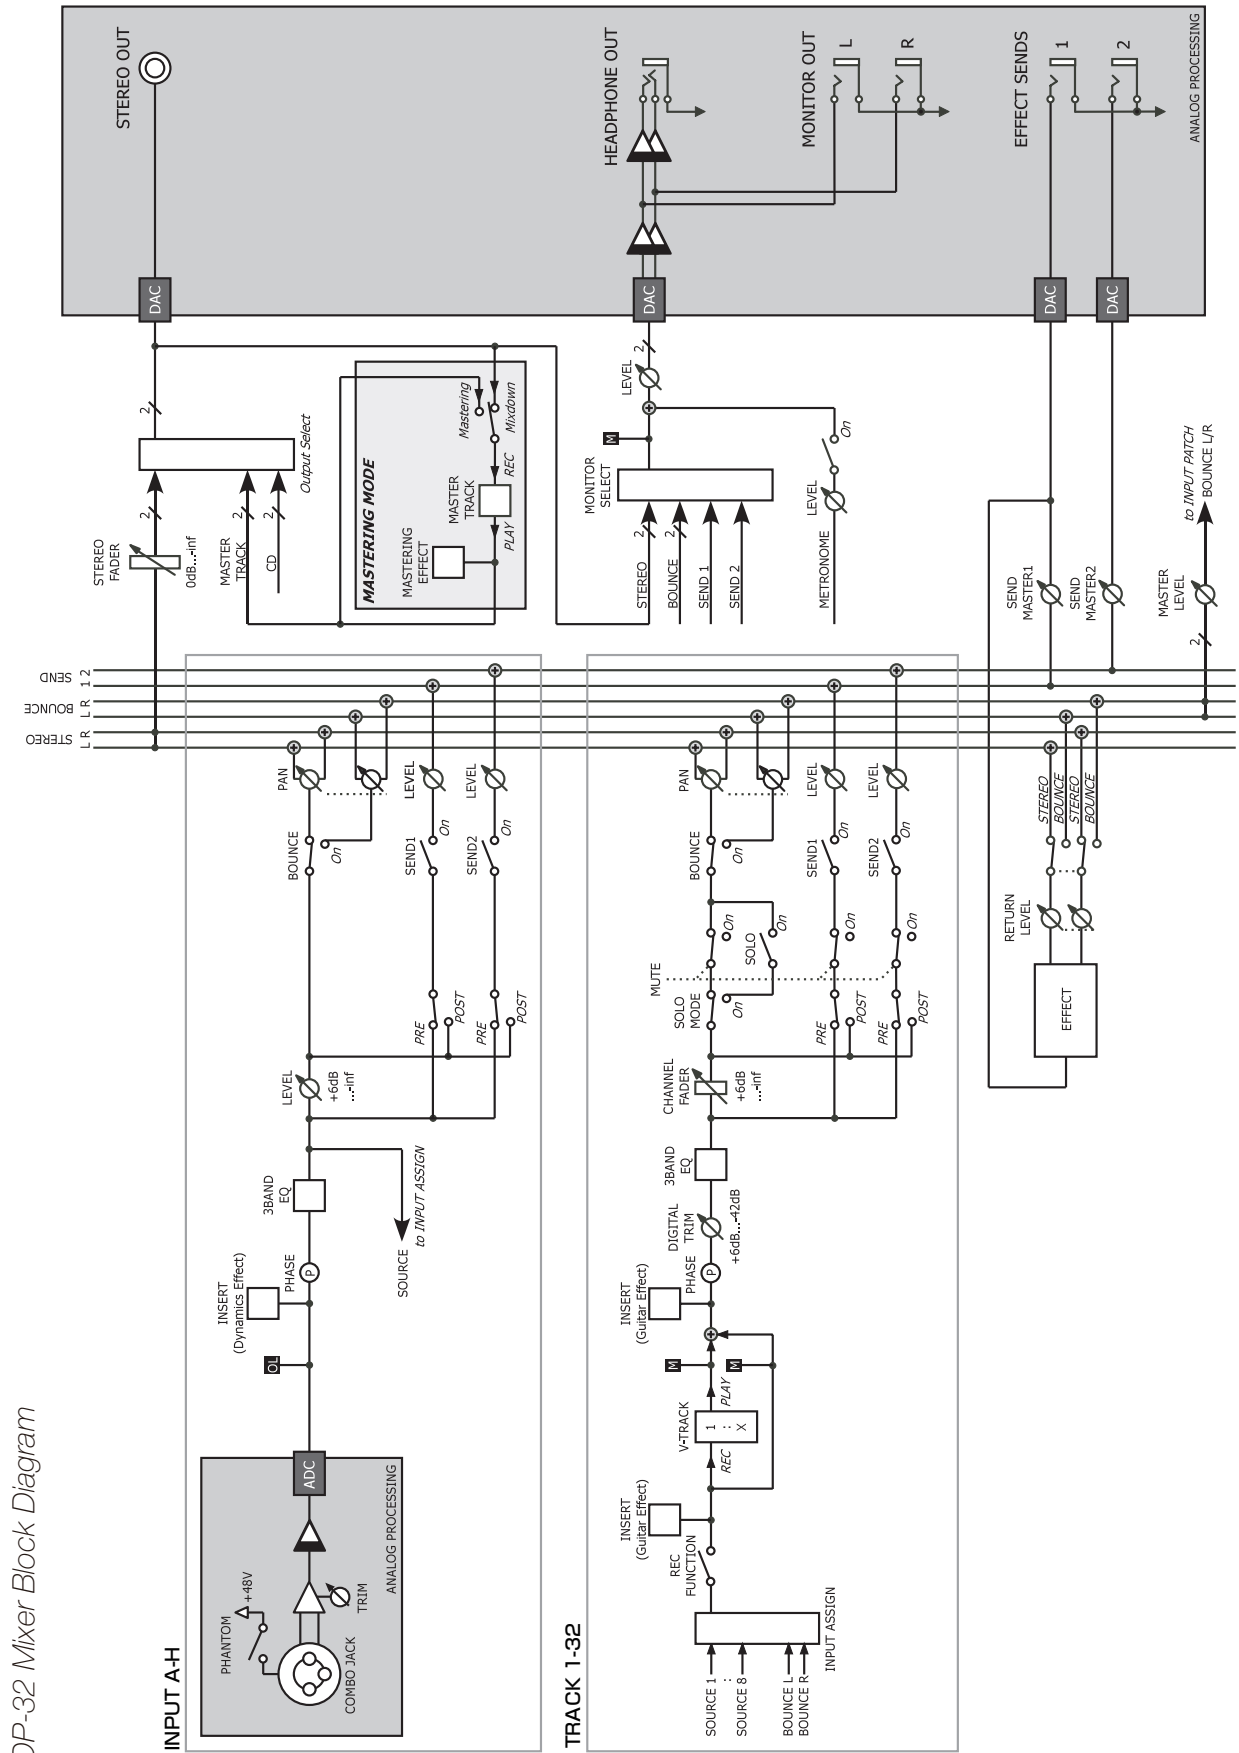 DP-32 Mixer Block Diagram
INPUT A-H
PHANTOM
+48V
COMBO JACK
TRIM
ANALOG PROCESSING
ADC
OL
INSERT
(Dynamics Effect)
PHASE
P
3BAND
EQ
SOURCE
to INPUT ASSIGN
LEVEL
+6dB
...-inf
PRE
POST
PRE
POST
BOUNCE
On
SEND1
On
SEND2
On
PAN
LEVEL
LEVEL
STEREO
L R
BOUNCE
L R
SEND
1 2
STEREO
FADER
0dB...-inf
2
MASTER
TRACK
2
CD
2
Output Select
2
DAC
STEREO OUT
MASTERING MODE
MASTERING
EFFECT
MASTER
TRACK
PLAY
REC
Mastering
Mixdown
TRACK 1-32
SOURCE 1
:
SOURCE 8
BOUNCE L
BOUNCE R
INPUT ASSIGN
REC
FUNCTION
INSERT
(Guitar Effect)
REC
V-TRACK
1
:
X
PLAY
M
M
INSERT
(Guitar Effect)
PHASE
P
DIGITAL
TRIM
+6dB...-42dB
3BAND
EQ
CHANNEL
FADER
+6dB
...-inf
SOLO
MODE
On
MUTE
On
SOLO
On
PRE
POST
On
PRE
POST
On
BOUNCE
On
SEND1
On
SEND2
On
PAN
LEVEL
LEVEL
STEREO
2
BOUNCE
2
SEND 1
SEND 2
METRONOME
LEVEL
On
MONITOR
SELECT
M
LEVEL
2
DAC
HEADPHONE OUT
MONITOR OUT
L
R
EFFECT
RETURN
LEVEL
STEREO
BOUNCE
STEREO
BOUNCE
SEND
MASTER1
SEND
MASTER2
DAC
DAC
EFFECT SENDS
1
2
ANALOG PROCESSING
2
MASTER
LEVEL
to INPUT PATCH
BOUNCE L/R